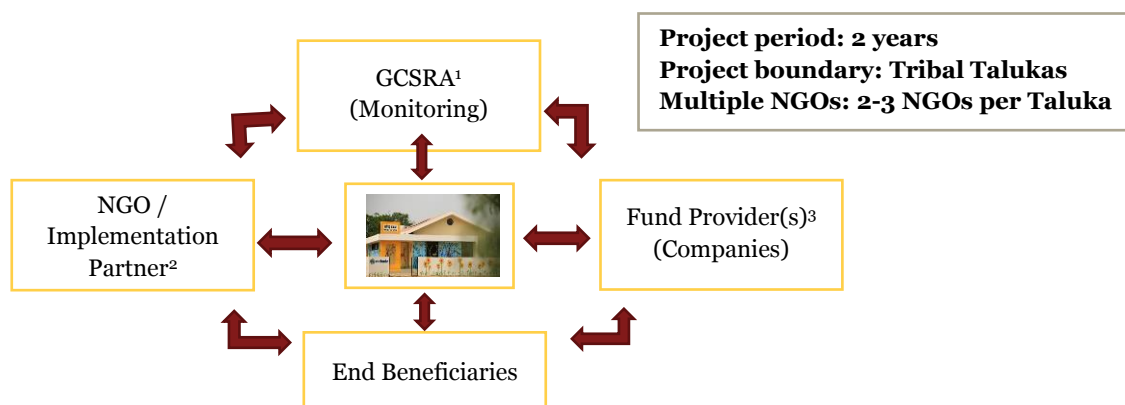 Project period: 2 years
Project boundary: Tribal Talukas
Multiple NGOs: 2-3 NGOs per Taluka
GCSRA¹
(Monitoring)
NGO /
Implementation
Partner²
Fund Provider(s)³
(Companies)
End Beneficiaries